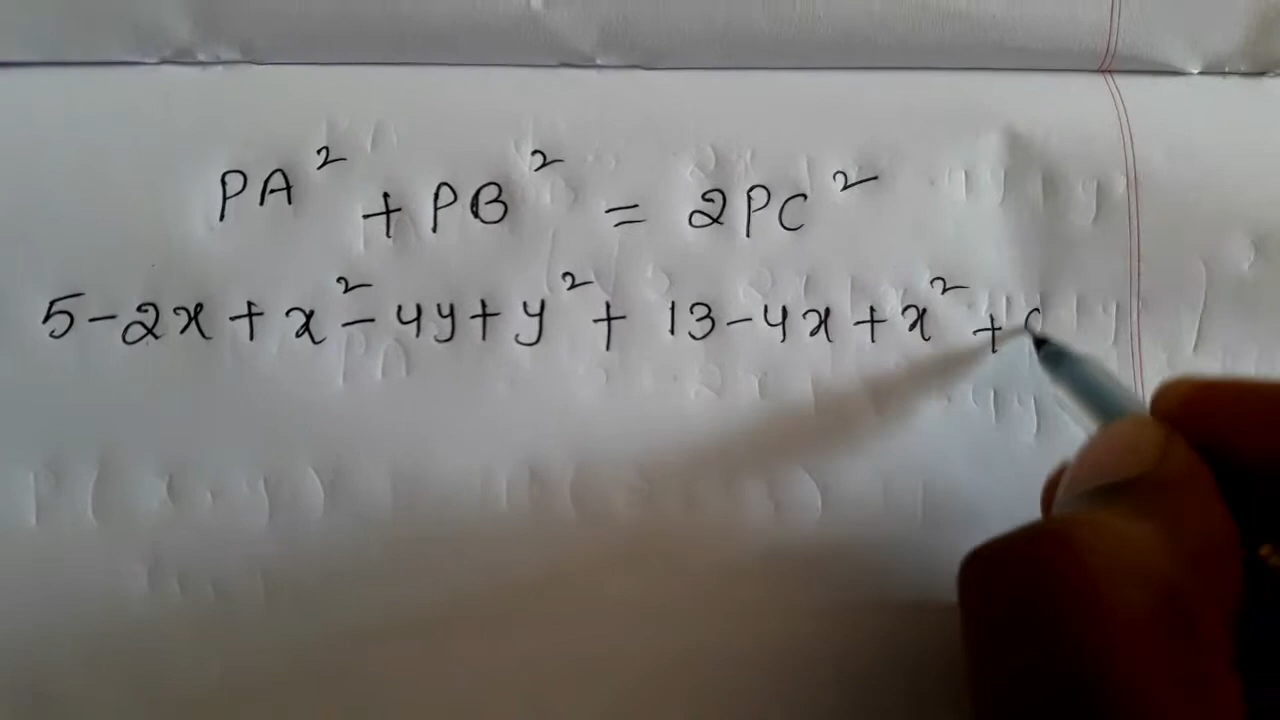 PA² + PB² = 2PC²
5-2x + x² - 4y + y² + 13 - 4x + x² +